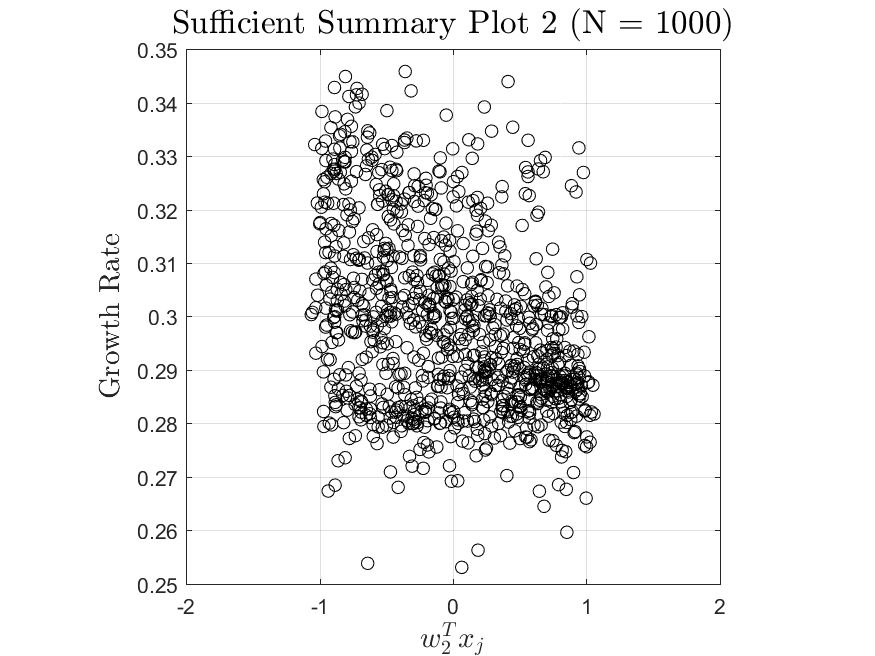 Sufficient Summary Plot 2 (N = 1000)
0.35
0.34
0.33
0.32
0.31
0.3
0.29
0.28
0.27
0.26
0.25
Growth Rate
-2 -1 0 1 2
$w_2^T x_j$